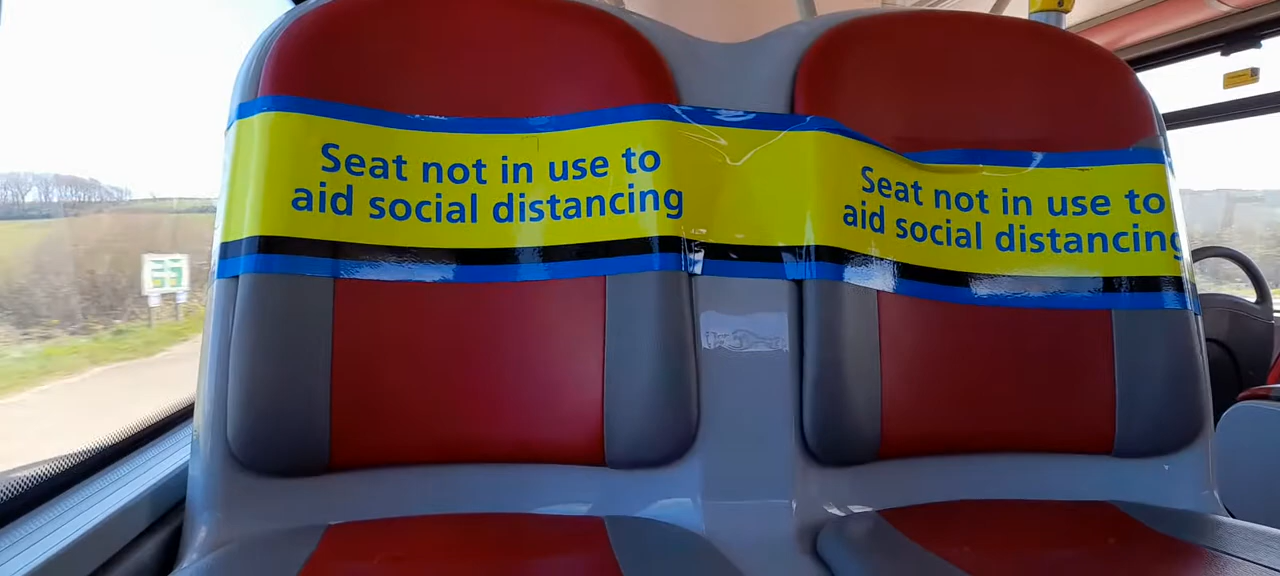 Seat not in use to
aid social distancing
Seat not in use to
aid social distancing